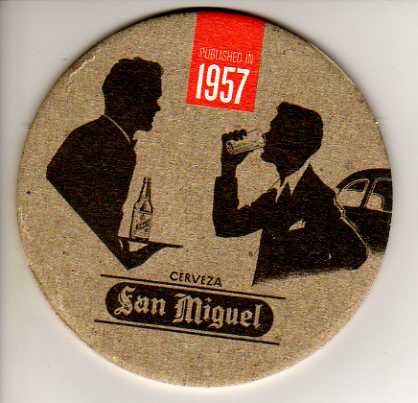 PUBLISHED IN
1957
CERVEZA
San Miguel